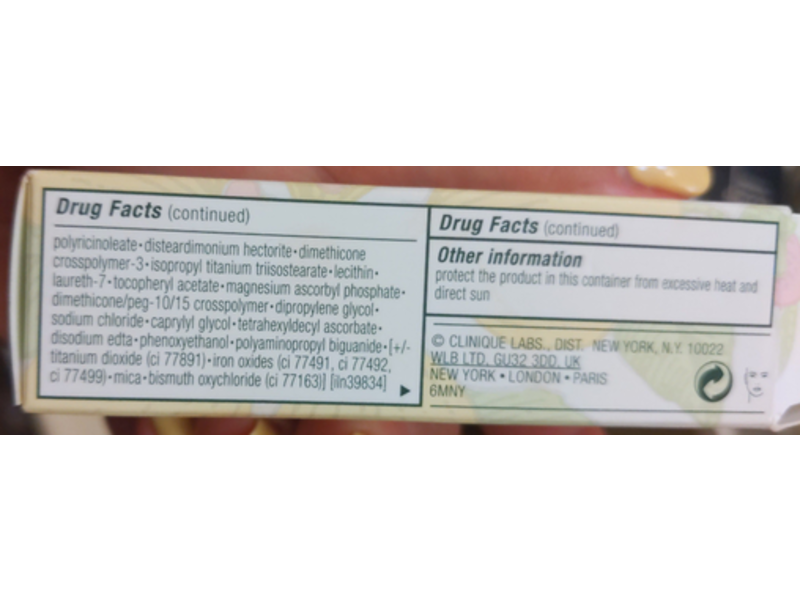 Drug Facts (continued)
polyricinoleate•disteardimonium hectorite•dimethicone
crosspolymer-3•isopropyl titanium triisostearate•lecithin•
laureth-7•tocopheryl acetate•magnesium ascorbyl phosphate•
dimethicone/peg-10/15 crosspolymer•dipropylene glycol•
sodium chloride•caprylyl glycol•tetrahexyldecyl ascorbate•
disodium edta•phenoxyethanol•polyaminopropyl biguanide•[+/-
titanium dioxide (ci 77891)•iron oxides (ci 77491, ci 77492,
ci 77499)•mica•bismuth oxychloride (ci 77163)] [iln39834]
Drug Facts (continued)
Other information
protect the product in this container from excessive heat and
direct sun
© CLINIQUE LABS., DIST. NEW YORK, N.Y. 10022
WLB LTD. GU32 3DD, UK
NEW YORK • LONDON • PARIS
6MNY